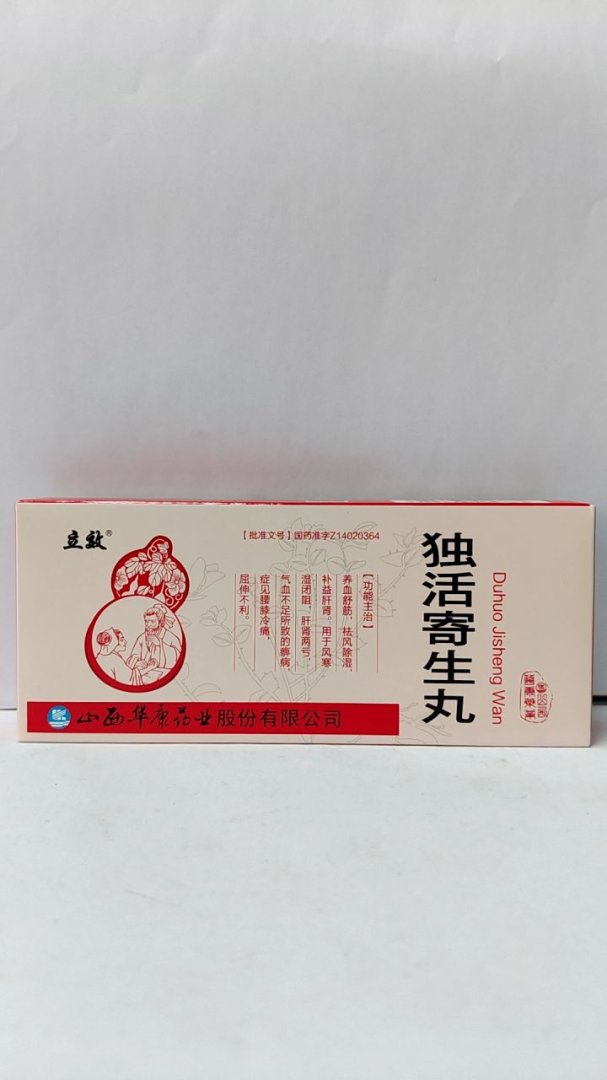 立效®
【批准文号】国药准字Z14020364
独活寄生丸
Duhuo Jisheng Wan
【功能主治】
养血舒筋，祛风除湿，
补益肝肾。用于风寒
湿闭阻，肝肾两亏，
气血不足所致的痹病，
症见腰膝冷痛，
屈伸不利。
山西华康药业股份有限公司